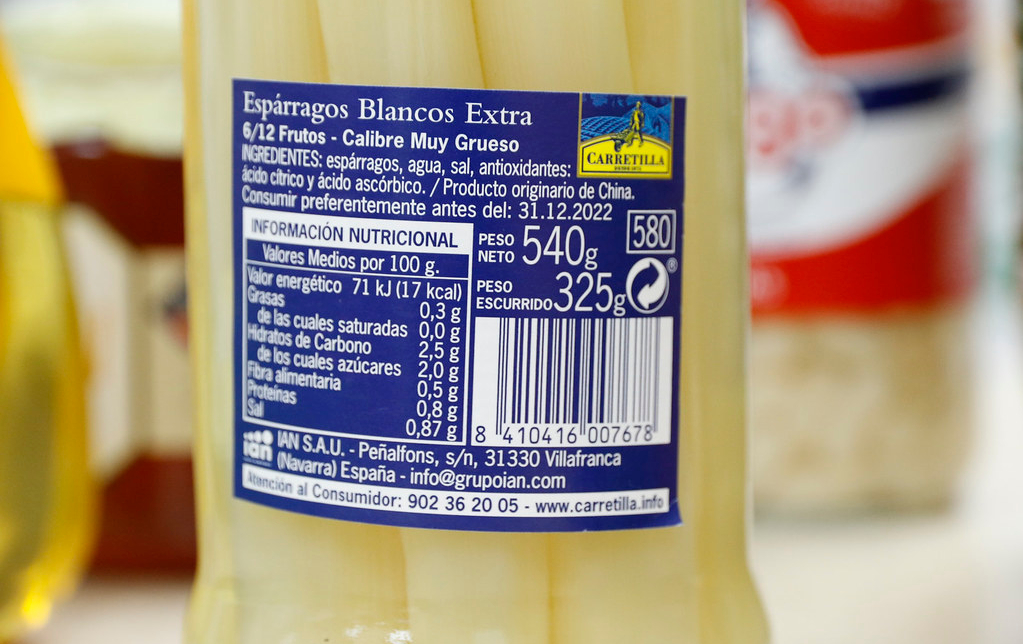 Espárragos Blancos Extra
6/12 Frutos - Calibre Muy Grueso
INGREDIENTES: espárragos, agua, sal, antioxidantes:
ácido cítrico y ácido ascórbico. / Producto originario de China.
Consumir preferentemente antes del: 31.12.2022
CARRETILLA
INFORMACIÓN NUTRICIONAL
Valores Medios por 100 g.
Valor energético 71 kJ (17 kcal)
Grasas 0,3 g
de las cuales saturadas 0,0 g
Hidratos de Carbono 2,5 g
de los cuales azúcares 2,0 g
Fibra alimentaria 0,5 g
Proteínas 0,8 g
Sal 0,87 g
PESO NETO 540g
580
PESO ESCURRIDO 325g
®
8 410416 007678
ian IAN S.A.U. - Peñalfons, s/n, 31330 Villafranca
(Navarra) España - info@grupoian.com
Atención al Consumidor: 902 36 20 05 - www.carretilla.info